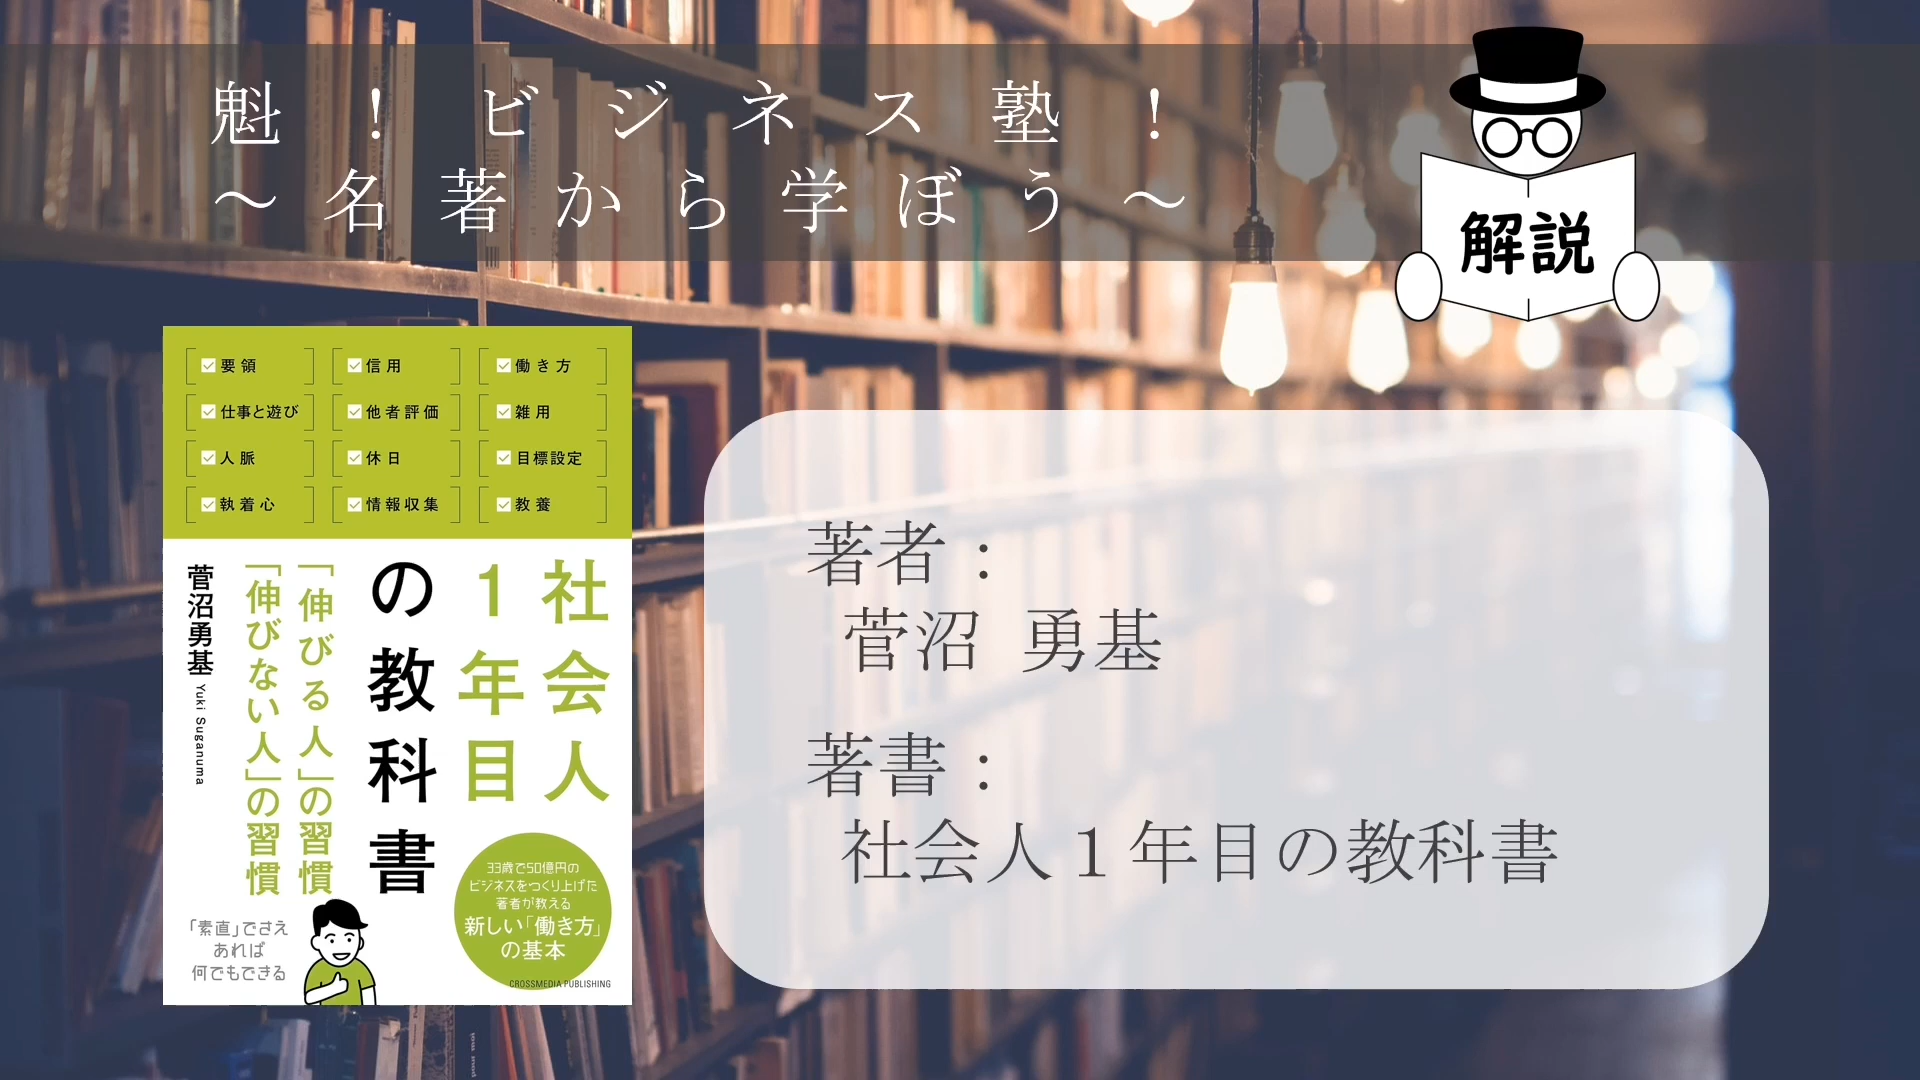 魁！ビジネス塾！
～名著から学ぼう～
解説
要領
信用
働き方
仕事と遊び
他者評価
雑用
人脈
休日
目標設定
執着心
情報収集
教養
社会人
1年目
の教科書
「伸びる人」の習慣
「伸びない人」の習慣
菅沼勇基 Yuki Suganuma
33歳で50億円の
ビジネスをつくり上げた
著者が教える
新しい「働き方」
の基本
「素直」でさえ
あれば
何でもできる
CROSSMEDIA PUBLISHING
著者：
菅沼 勇基
著書：
社会人１年目の教科書